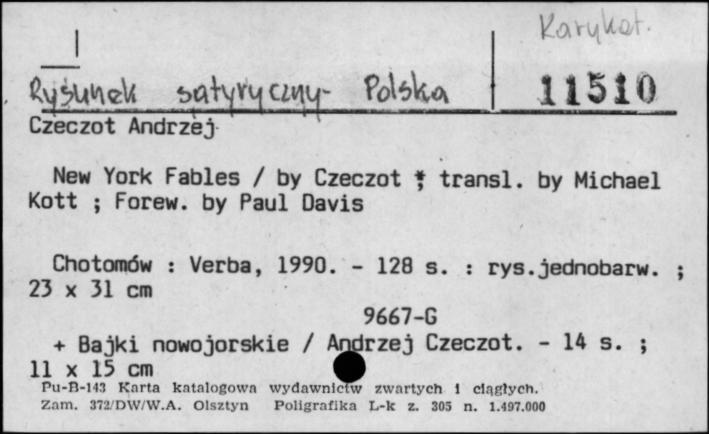 Karykat.
Rysunek satyryczny - Polska
11510
Czeczot Andrzej
New York Fables / by Czeczot ; transl. by Michael
Kott ; Forew. by Paul Davis
Chotomów : Verba, 1990. - 128 s. : rys.jednobarw. ;
23 x 31 cm
9667-G
+ Bajki nowojorskie / Andrzej Czeczot. - 14 s. ;
11 x 15 cm
Pu-B-143 Karta katalogowa wydawnictw zwartych i ciągłych.
Zam. 372/DW/W.A. Olsztyn Poligrafika L-k z. 305 n. 1.497.000